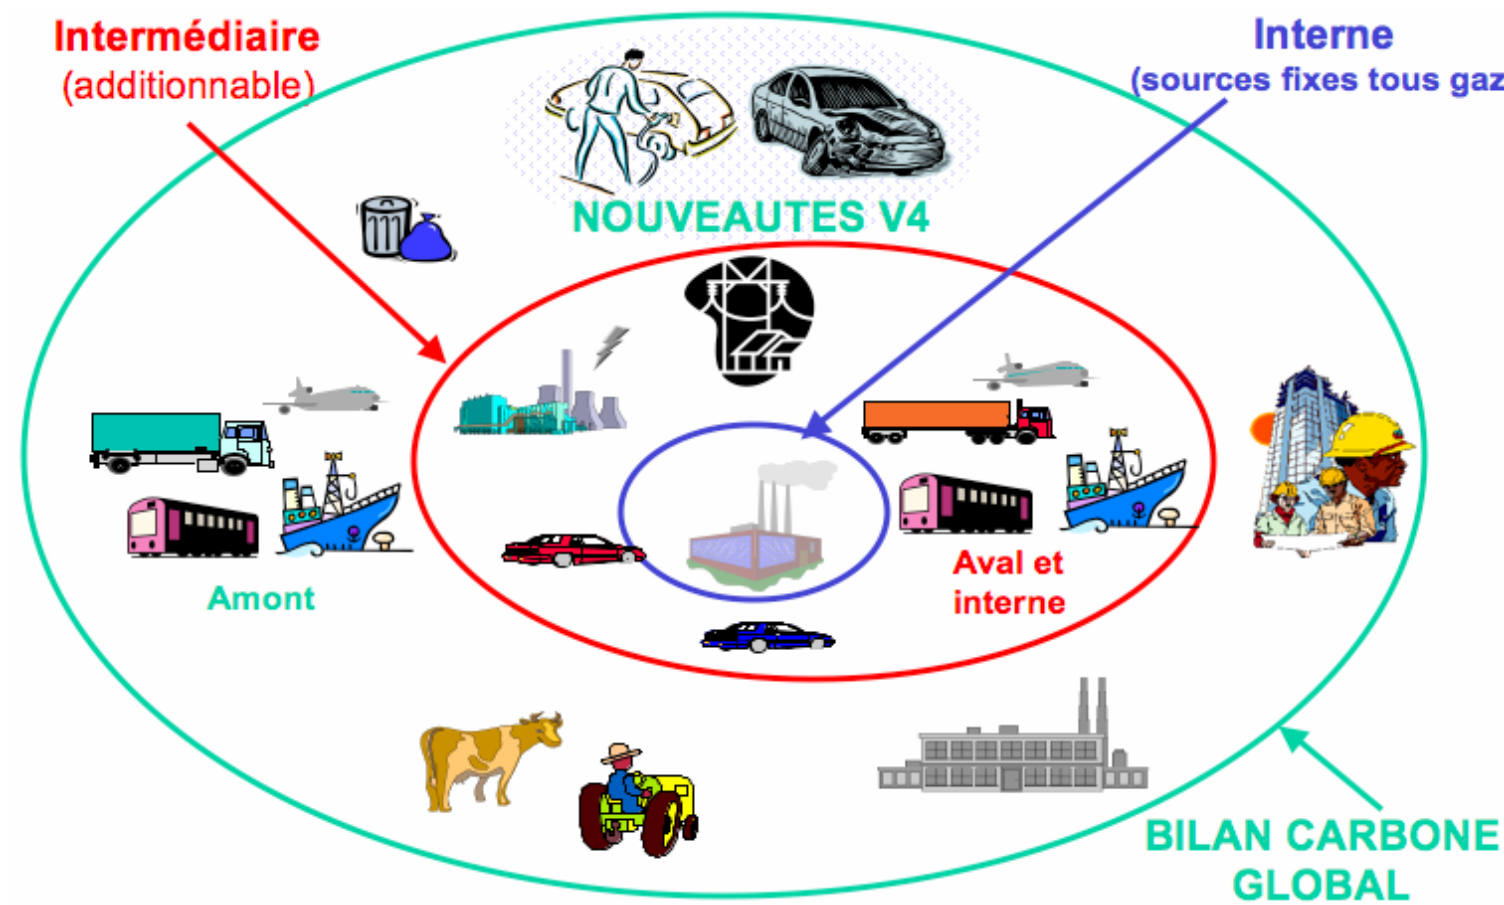 Intermédiaire
(additionnable)
Interne
(sources fixes tous gaz
NOUVEAUTES V4
Amont
Aval et
interne
BILAN CARBONE
GLOBAL